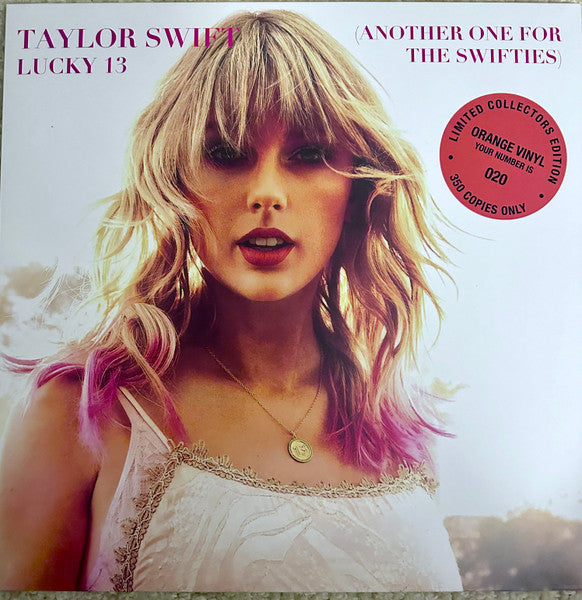 TAYLOR SWIFT
LUCKY 13
(ANOTHER ONE FOR
THE SWIFTIES)
LIMITED COLLECTORS EDITION
ORANGE VINYL
YOUR NUMBER IS
020
350 COPIES ONLY